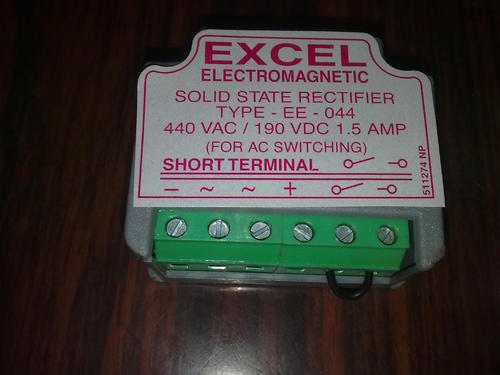 EXCEL
ELECTROMAGNETIC
SOLID STATE RECTIFIER
TYPE - EE - 044
440 VAC / 190 VDC 1.5 AMP
(FOR AC SWITCHING)
SHORT TERMINAL
– ~ ~ +
511274 NP